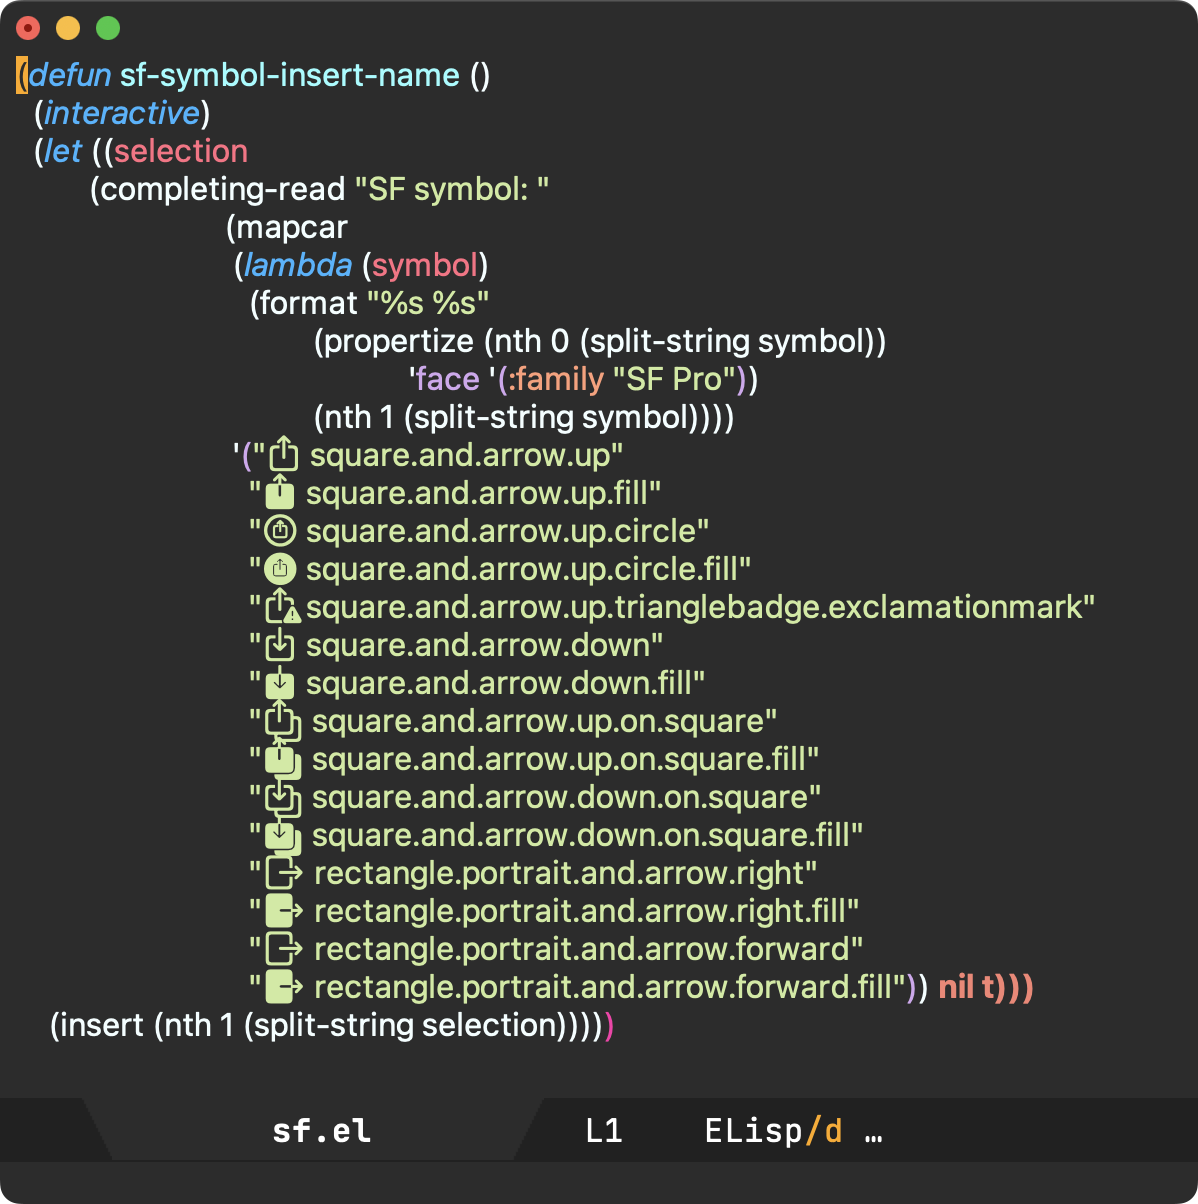 (defun sf-symbol-insert-name ()
(interactive)
(let ((selection
(completing-read "SF symbol: "
(mapcar
(lambda (symbol)
(format "%s %s"
(propertize (nth 0 (split-string symbol))
'face '(:family "SF Pro"))
(nth 1 (split-string symbol))))
'(" square.and.arrow.up"
" square.and.arrow.up.fill"
" square.and.arrow.up.circle"
" square.and.arrow.up.circle.fill"
" square.and.arrow.up.trianglebadge.exclamationmark"
" square.and.arrow.down"
" square.and.arrow.down.fill"
" square.and.arrow.up.on.square"
" square.and.arrow.up.on.square.fill"
" square.and.arrow.down.on.square"
" square.and.arrow.down.on.square.fill"
" rectangle.portrait.and.arrow.right"
" rectangle.portrait.and.arrow.right.fill"
" rectangle.portrait.and.arrow.forward"
" rectangle.portrait.and.arrow.forward.fill")) nil t)))
(insert (nth 1 (split-string selection)))))
sf.el L1 ELisp/d …